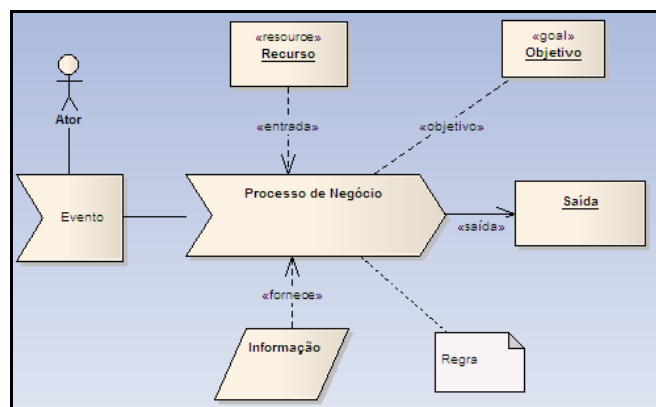 «resource»
Recurso
«goal»
Objetivo
Ator
«entrada»
«objetivo»
Evento
Processo de Negócio
Saída
«saída»
«fornece»
Informação
Regra